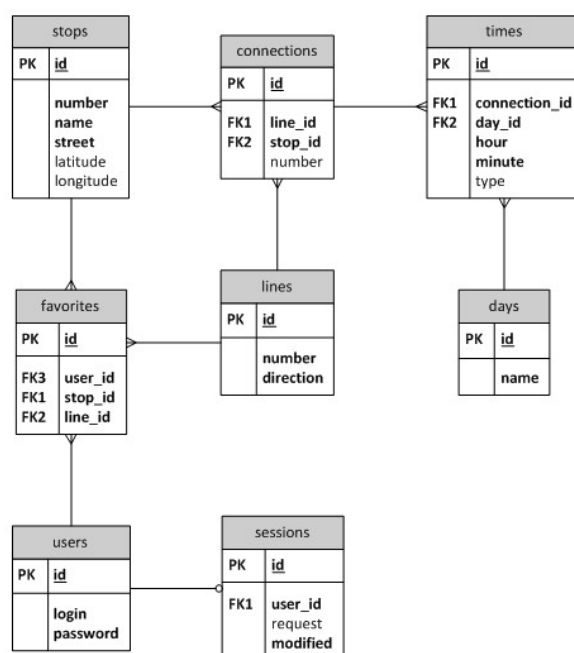 stops
PK id
number
name
street
latitude
longitude
connections
PK id
FK1 line_id
FK2 stop_id
number
times
PK id
FK1 connection_id
FK2 day_id
hour
minute
type
favorites
PK id
FK3 user_id
FK1 stop_id
FK2 line_id
lines
PK id
number
direction
days
PK id
name
users
PK id
login
password
sessions
PK id
FK1 user_id
request
modified